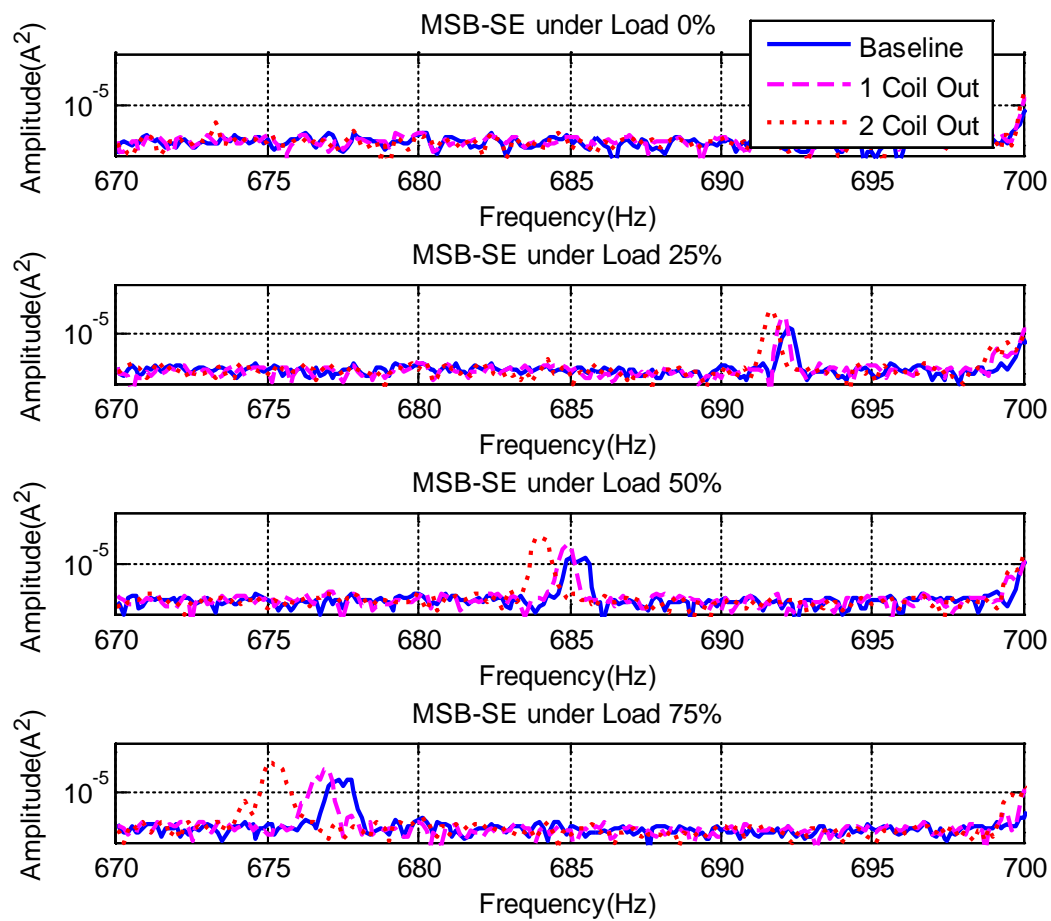 MSB-SE under Load 0%
Baseline
1 Coil Out
2 Coil Out
Amplitude(A²)
10⁻⁵
670 675 680 685 690 695 700
Frequency(Hz)
MSB-SE under Load 25%
Amplitude(A²)
10⁻⁵
670 675 680 685 690 695 700
Frequency(Hz)
MSB-SE under Load 50%
Amplitude(A²)
10⁻⁵
670 675 680 685 690 695 700
Frequency(Hz)
MSB-SE under Load 75%
Amplitude(A²)
10⁻⁵
670 675 680 685 690 695 700
Frequency(Hz)